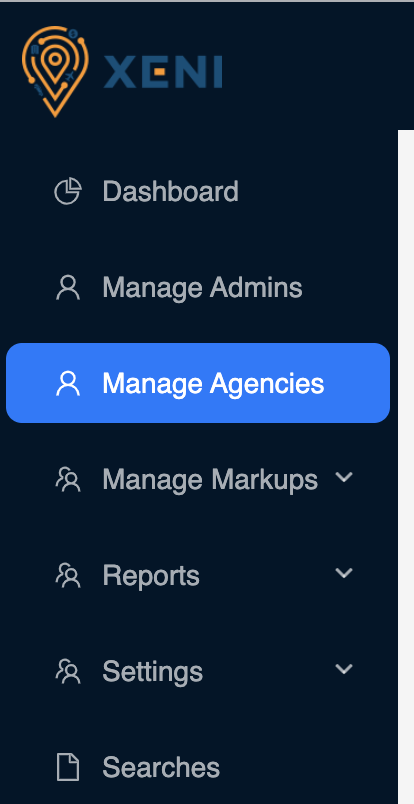 XENI
Dashboard
Manage Admins
Manage Agencies
Manage Markups
Reports
Settings
Searches